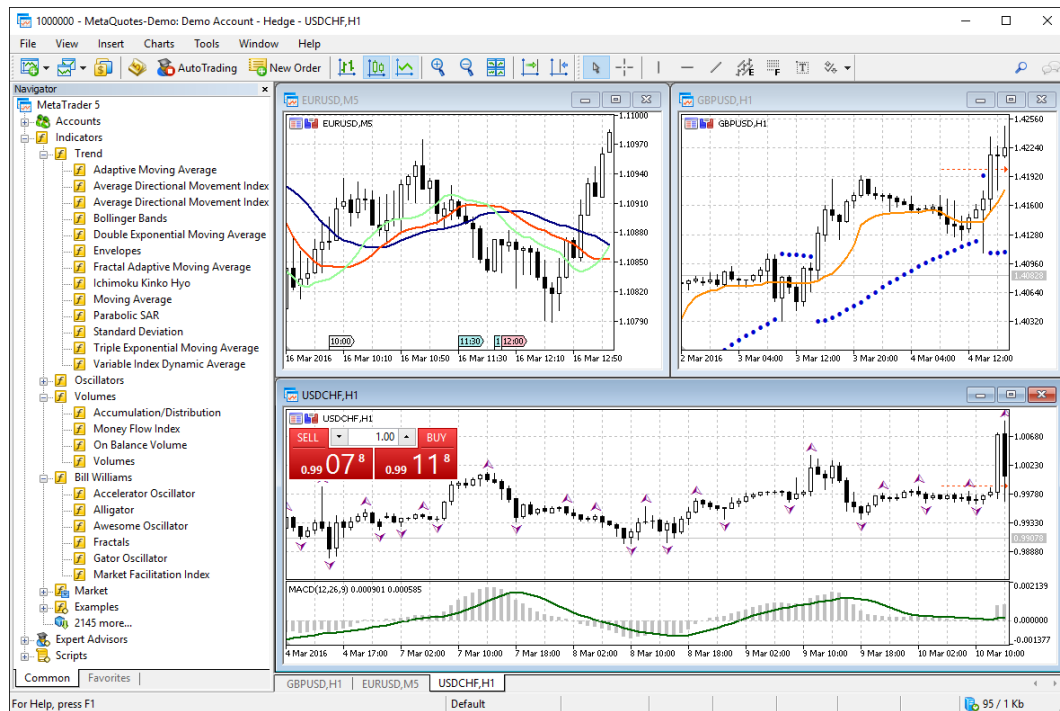 1000000 - MetaQuotes-Demo: Demo Account - Hedge - USDCHF,H1
File View Insert Charts Tools Window Help
AutoTrading New Order E F T
Navigator
MetaTrader 5
Accounts
Indicators
Trend
Adaptive Moving Average
Average Directional Movement Index
Average Directional Movement Index
Bollinger Bands
Double Exponential Moving Average
Envelopes
Fractal Adaptive Moving Average
Ichimoku Kinko Hyo
Moving Average
Parabolic SAR
Standard Deviation
Triple Exponential Moving Average
Variable Index Dynamic Average
Oscillators
Volumes
Accumulation/Distribution
Money Flow Index
On Balance Volume
Volumes
Bill Williams
Accelerator Oscillator
Alligator
Awesome Oscillator
Fractals
Gator Oscillator
Market Facilitation Index
Market
Examples
2145 more...
Expert Advisors
Scripts
Common Favorites
EURUSD,M5
EURUSD,M5
1.11000
1.10970
1.10940
1.10910
1.10880
1.10850
1.10820
1.10790
10:00 11:30 1 12:00
16 Mar 2016 16 Mar 10:10 16 Mar 10:50 16 Mar 11:30 16 Mar 12:10 16 Mar 12:50
GBPUSD,H1
GBPUSD,H1
1.42560
1.42240
1.41920
1.41600
1.41280
1.40960
1.40828
1.40640
1.40320
2 Mar 2016 3 Mar 04:00 3 Mar 12:00 3 Mar 20:00 4 Mar 04:00 4 Mar 12:00
USDCHF,H1
USDCHF,H1
SELL 1.00 BUY
0.99 07 8 0.99 11 8
1.00680
1.00230
0.99780
0.99330
0.99078
0.98880
MACD(12,26,9) 0.000901 0.000585
0.002139
0.000000
-0.001377
4 Mar 2016 4 Mar 17:00 7 Mar 02:00 7 Mar 10:00 7 Mar 18:00 8 Mar 02:00 8 Mar 10:00 8 Mar 18:00 9 Mar 02:00 9 Mar 10:00 9 Mar 18:00 10 Mar 02:00 10 Mar 10:00
GBPUSD,H1 EURUSD,M5 USDCHF,H1
For Help, press F1 Default 95 / 1 Kb